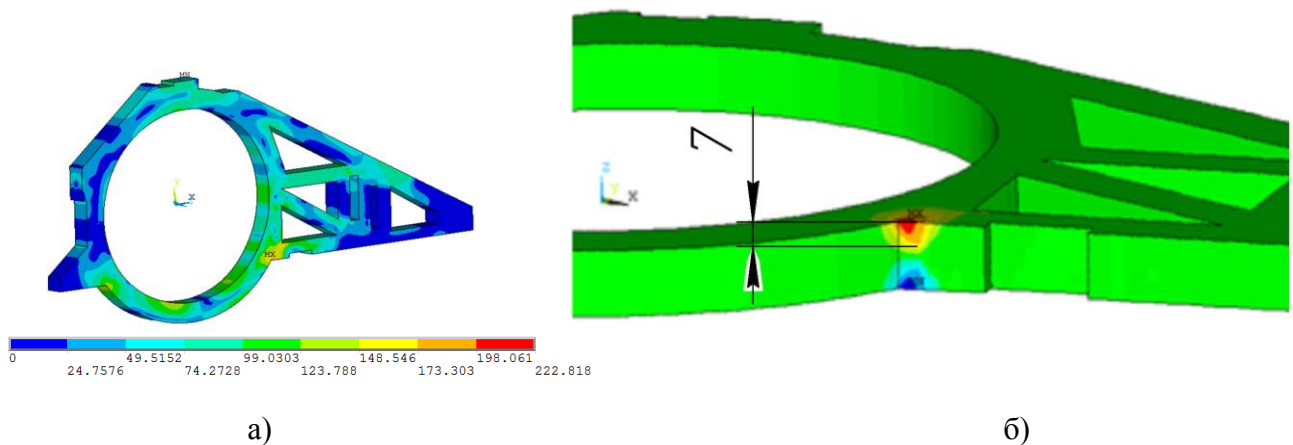 MN
Y
X
MX
0
49.5152
99.0303
148.546
198.061
24.7576
74.2728
123.788
173.303
222.818
7
Z
Y
X
MX
а)
б)